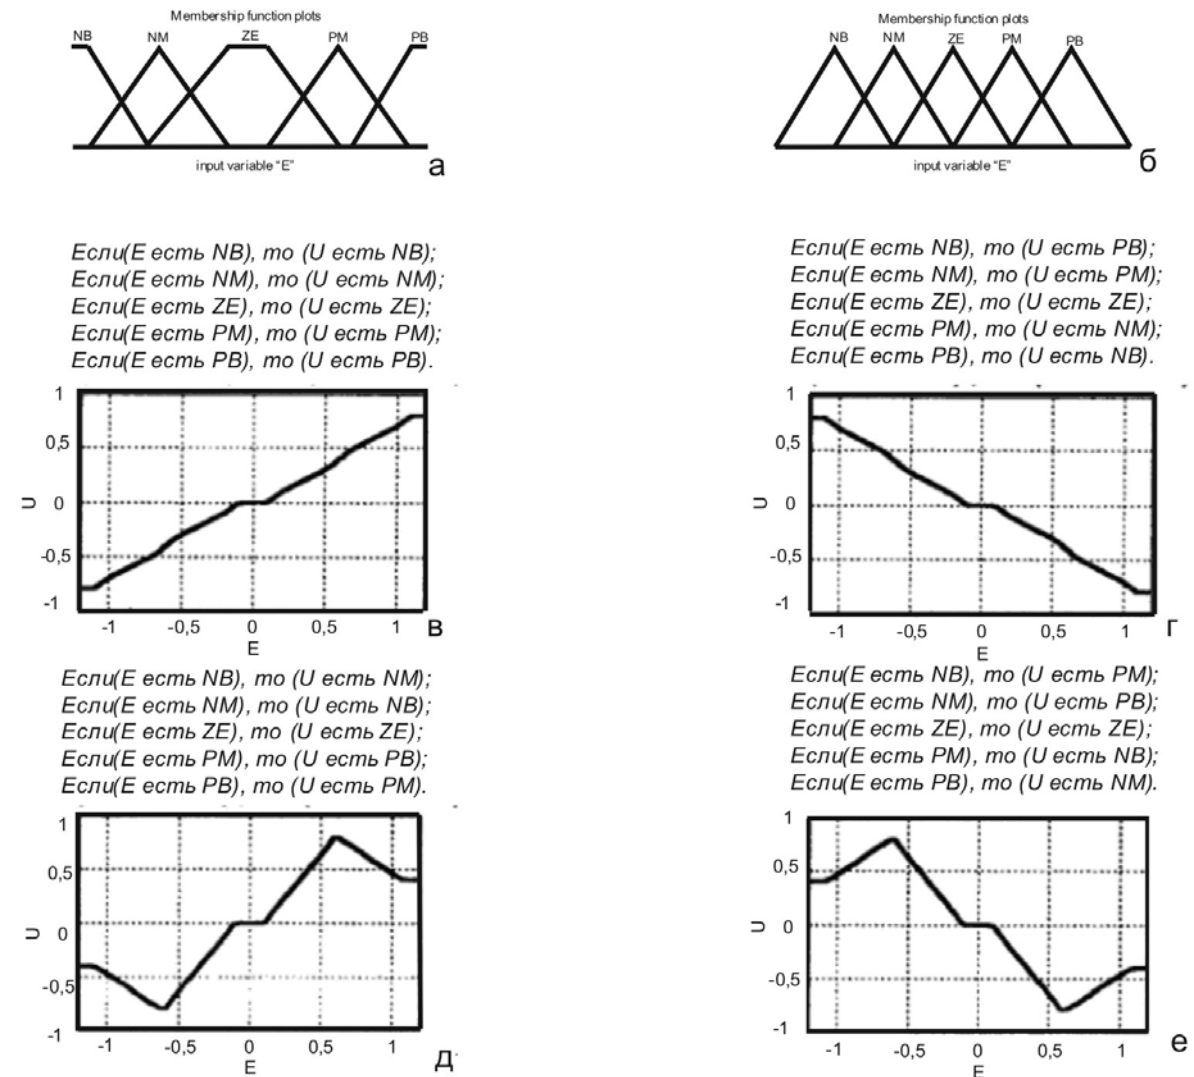 Membership function plots
NB NM ZE PM PB
input variable “E”
а
Membership function plots
NB NM ZE PM PB
input variable “E”
б
Если(E есть NB), то (U есть NB);
Если(E есть NM), то (U есть NM);
Если(E есть ZE), то (U есть ZE);
Если(E есть PM), то (U есть PM);
Если(E есть PB), то (U есть PB).
1
0,5
U 0
-0,5
-1
-1 -0,5 0 0,5 1
E
в
Если(E есть NB), то (U есть PB);
Если(E есть NM), то (U есть PM);
Если(E есть ZE), то (U есть ZE);
Если(E есть PM), то (U есть NM);
Если(E есть PB), то (U есть NB).
1
0,5
U 0
-0,5
-1
-1 -0,5 0 0,5 1
E
г
Если(E есть NB), то (U есть NM);
Если(E есть NM), то (U есть NB);
Если(E есть ZE), то (U есть ZE);
Если(E есть PM), то (U есть PB);
Если(E есть PB), то (U есть PM).
1
0,5
U 0
-0,5
-1
-1 -0,5 0 0,5 1
E
д
Если(E есть NB), то (U есть PM);
Если(E есть NM), то (U есть PB);
Если(E есть ZE), то (U есть ZE);
Если(E есть PM), то (U есть NB);
Если(E есть PB), то (U есть NM).
1
0,5
U 0
-0,5
-1
-1 -0,5 0 0,5 1
E
е